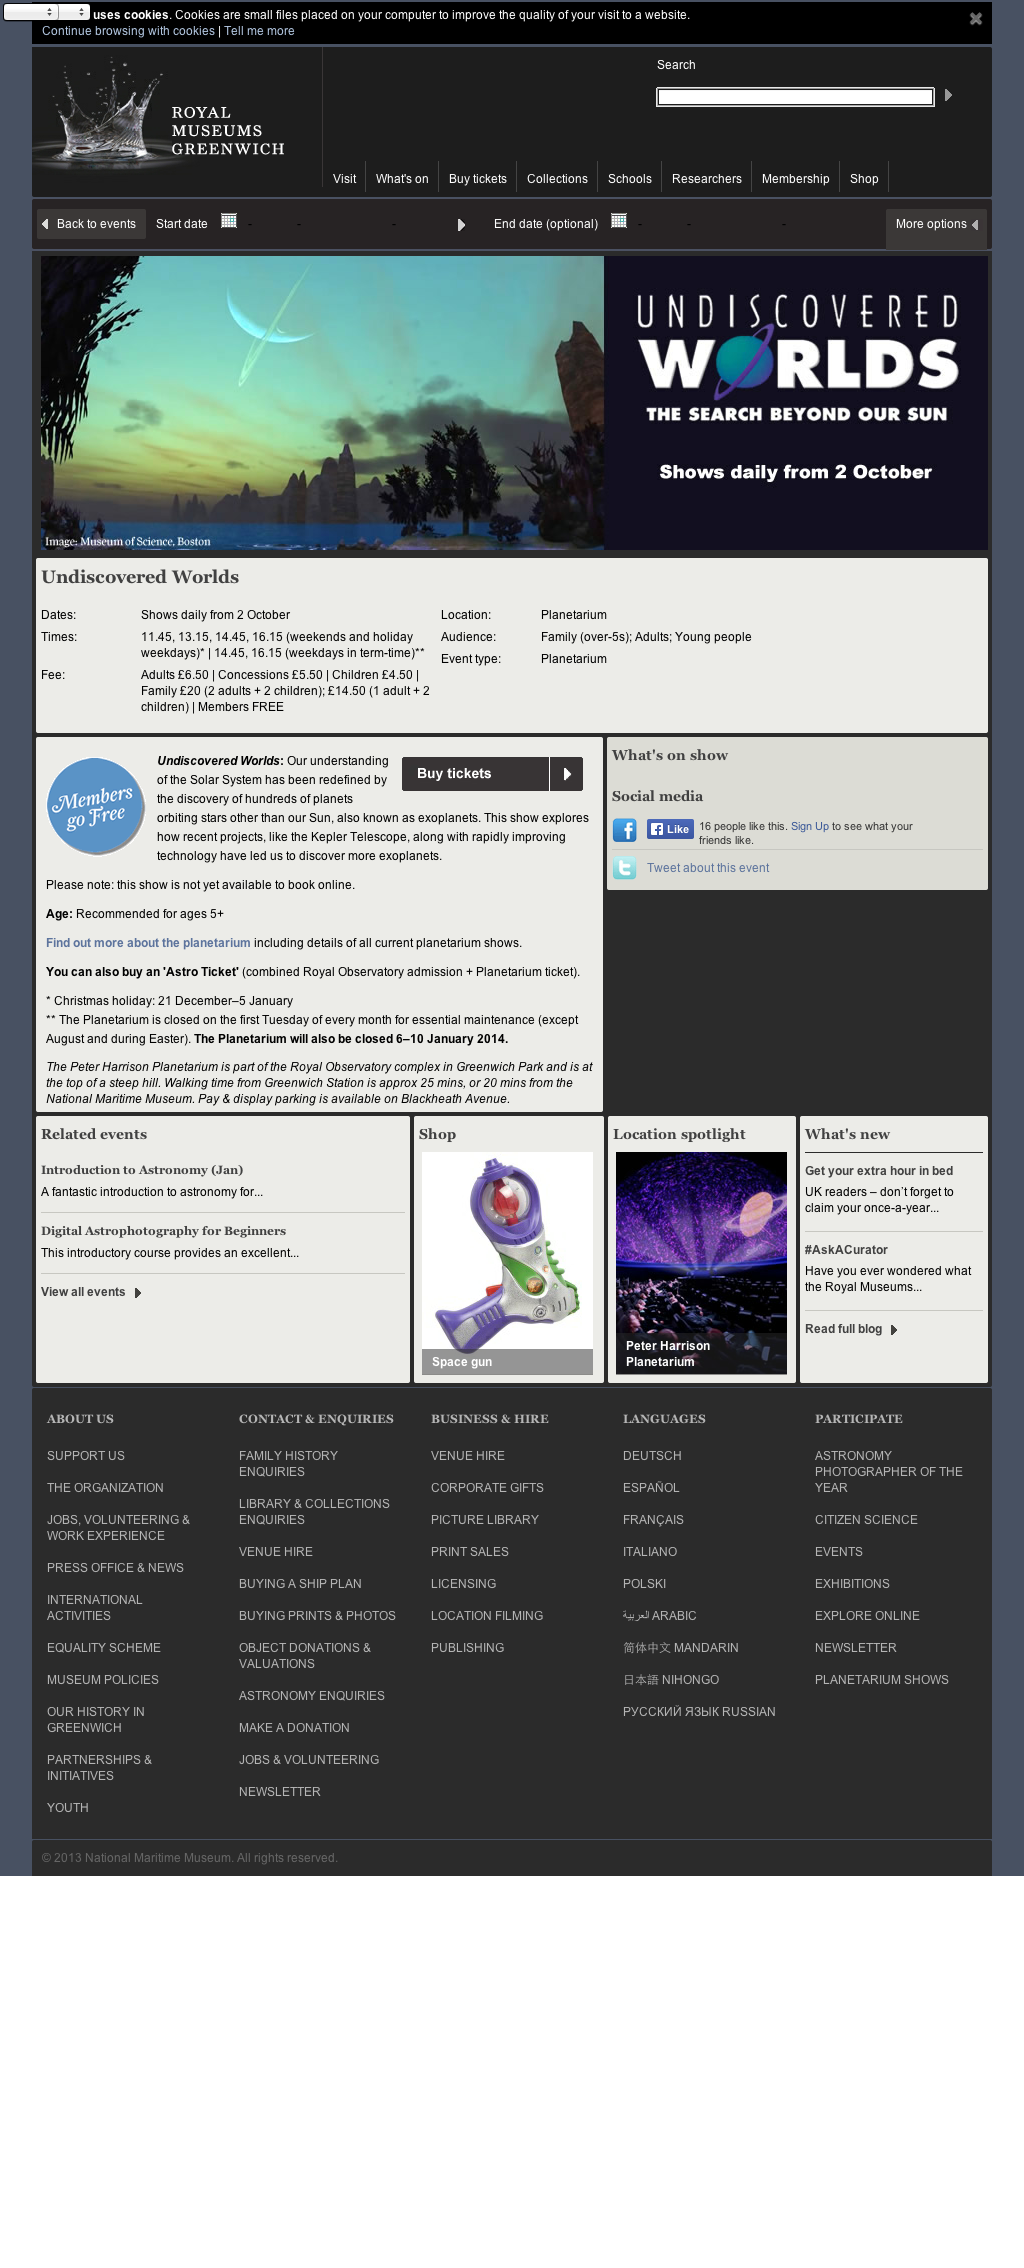 uses cookies. Cookies are small files placed on your computer to improve the quality of your visit to a website.
Continue browsing with cookies | Tell me more
ROYAL
MUSEUMS
GREENWICH
Search
Visit
What's on
Buy tickets
Collections
Schools
Researchers
Membership
Shop
Back to events
Start date
-
-
-
End date (optional)
-
-
-
More options
UNDISCOVERED
WORLDS
THE SEARCH BEYOND OUR SUN
Shows daily from 2 October
Image: Museum of Science, Boston
Undiscovered Worlds
Dates:
Shows daily from 2 October
Times:
11.45, 13.15, 14.45, 16.15 (weekends and holiday
weekdays)* | 14.45, 16.15 (weekdays in term-time)**
Fee:
Adults £6.50 | Concessions £5.50 | Children £4.50 |
Family £20 (2 adults + 2 children); £14.50 (1 adult + 2
children) | Members FREE
Location:
Planetarium
Audience:
Family (over-5s); Adults; Young people
Event type:
Planetarium
Members
go Free
Undiscovered Worlds: Our understanding
of the Solar System has been redefined by
the discovery of hundreds of planets
orbiting stars other than our Sun, also known as exoplanets. This show explores
how recent projects, like the Kepler Telescope, along with rapidly improving
technology have led us to discover more exoplanets.
Buy tickets
Please note: this show is not yet available to book online.
Age: Recommended for ages 5+
Find out more about the planetarium including details of all current planetarium shows.
You can also buy an 'Astro Ticket' (combined Royal Observatory admission + Planetarium ticket).
* Christmas holiday: 21 December–5 January
** The Planetarium is closed on the first Tuesday of every month for essential maintenance (except
August and during Easter). The Planetarium will also be closed 6–10 January 2014.
The Peter Harrison Planetarium is part of the Royal Observatory complex in Greenwich Park and is at
the top of a steep hill. Walking time from Greenwich Station is approx 25 mins, or 20 mins from the
National Maritime Museum. Pay & display parking is available on Blackheath Avenue.
What's on show
Social media
Like
16 people like this. Sign Up to see what your
friends like.
Tweet about this event
Related events
Introduction to Astronomy (Jan)
A fantastic introduction to astronomy for...
Digital Astrophotography for Beginners
This introductory course provides an excellent...
View all events
Shop
Space gun
Location spotlight
Peter Harrison
Planetarium
What's new
Get your extra hour in bed
UK readers – don't forget to
claim your once-a-year...
#AskACurator
Have you ever wondered what
the Royal Museums...
Read full blog
ABOUT US
SUPPORT US
THE ORGANIZATION
JOBS, VOLUNTEERING &
WORK EXPERIENCE
PRESS OFFICE & NEWS
INTERNATIONAL
ACTIVITIES
EQUALITY SCHEME
MUSEUM POLICIES
OUR HISTORY IN
GREENWICH
PARTNERSHIPS &
INITIATIVES
YOUTH
CONTACT & ENQUIRIES
FAMILY HISTORY
ENQUIRIES
LIBRARY & COLLECTIONS
ENQUIRIES
VENUE HIRE
BUYING A SHIP PLAN
BUYING PRINTS & PHOTOS
OBJECT DONATIONS &
VALUATIONS
ASTRONOMY ENQUIRIES
MAKE A DONATION
JOBS & VOLUNTEERING
NEWSLETTER
BUSINESS & HIRE
VENUE HIRE
CORPORATE GIFTS
PICTURE LIBRARY
PRINT SALES
LICENSING
LOCATION FILMING
PUBLISHING
LANGUAGES
DEUTSCH
ESPAÑOL
FRANÇAIS
ITALIANO
POLSKI
العربية ARABIC
简体中文 MANDARIN
日本語 NIHONGO
РУССКИЙ ЯЗЫК RUSSIAN
PARTICIPATE
ASTRONOMY
PHOTOGRAPHER OF THE
YEAR
CITIZEN SCIENCE
EVENTS
EXHIBITIONS
EXPLORE ONLINE
NEWSLETTER
PLANETARIUM SHOWS
© 2013 National Maritime Museum. All rights reserved.